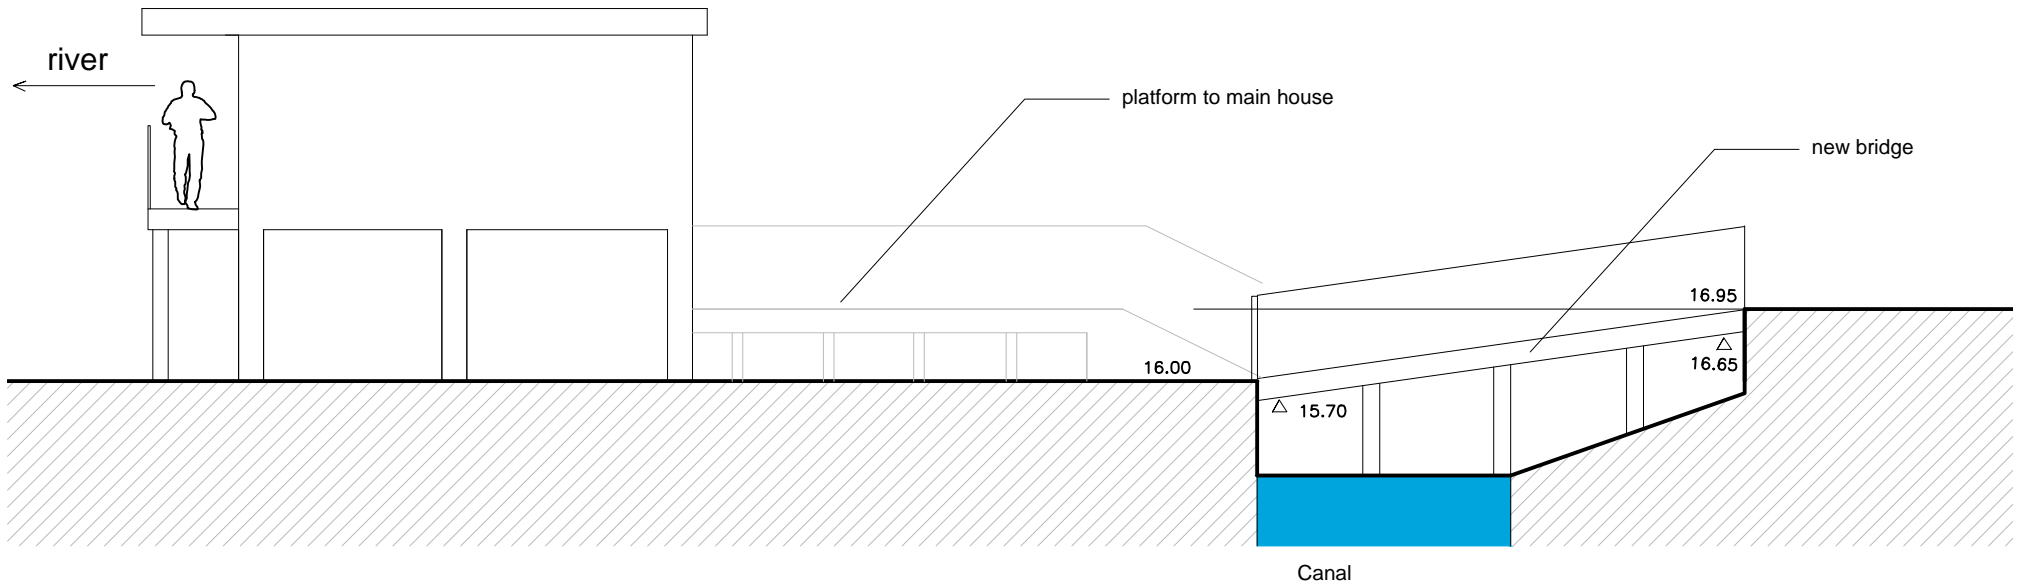 river
platform to main house
new bridge
16.95
16.00
16.65
15.70
Canal